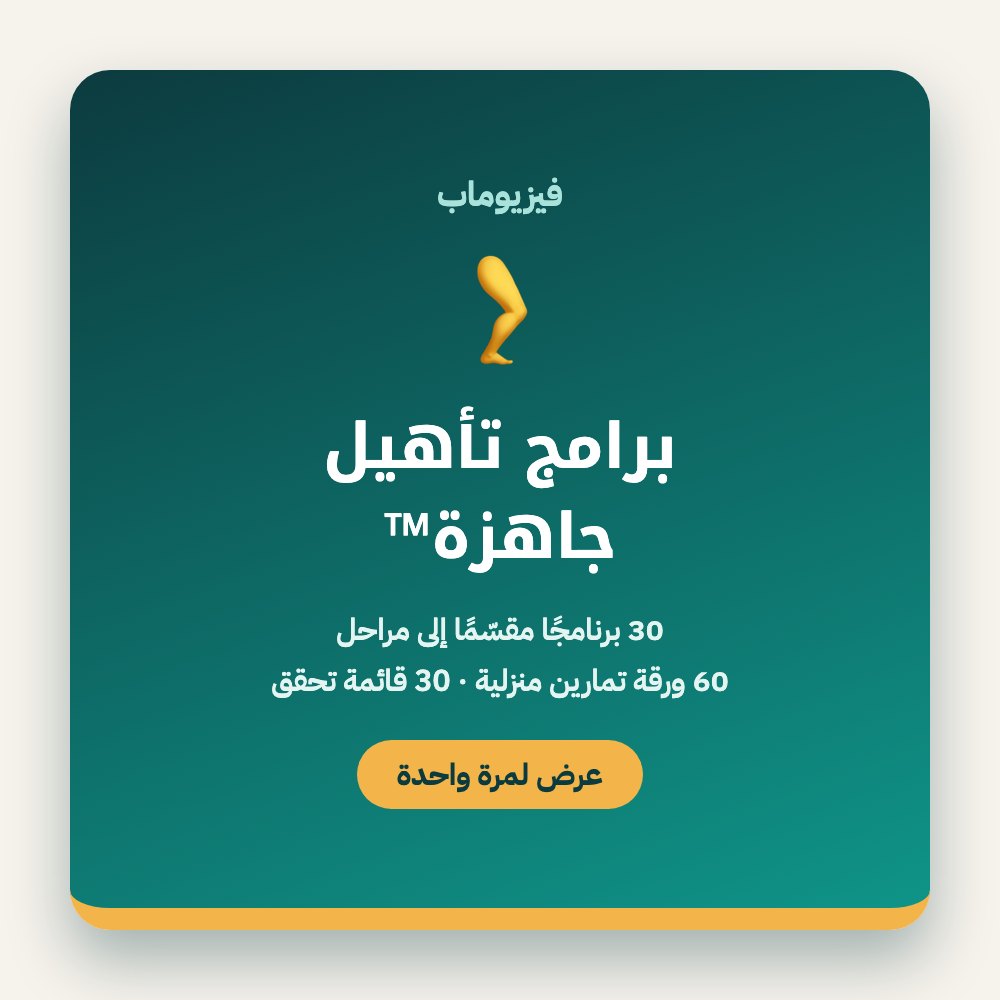 فيزيوماب
برامج تأهيل
جاهزة™
30 برنامجًا مقسّمًا إلى مراحل
60 ورقة تمارين منزلية · 30 قائمة تحقق
عرض لمرة واحدة